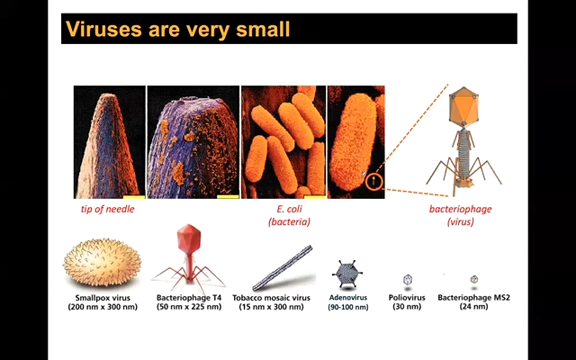 Viruses are very small
tip of needle
E. coli
(bacteria)
bacteriophage
(virus)
Smallpox virus
(200 nm x 300 nm)
Bacteriophage T4
(50 nm x 225 nm)
Tobacco mosaic virus
(15 nm x 300 nm)
Adenovirus
(90-100 nm)
Poliovirus
(30 nm)
Bacteriophage MS2
(24 nm)